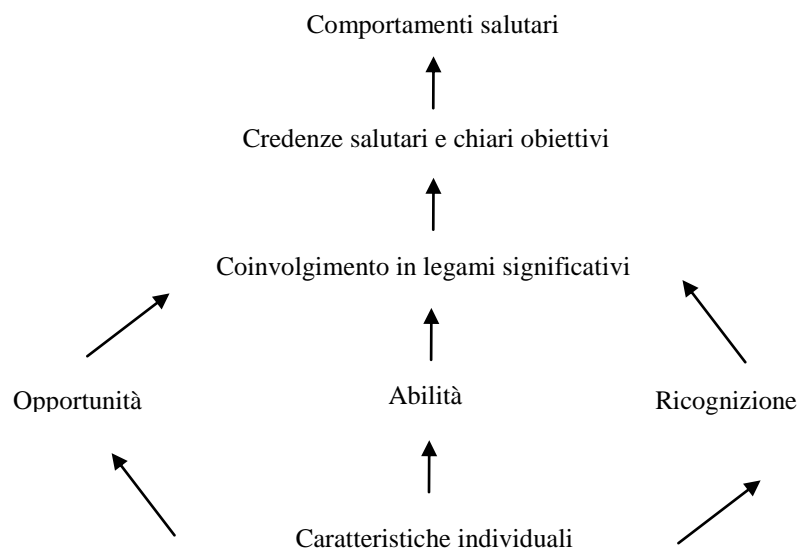 Comportamenti salutari
Credenze salutari e chiari obiettivi
Coinvolgimento in legami significativi
Opportunità
Abilità
Ricognizione
Caratteristiche individuali